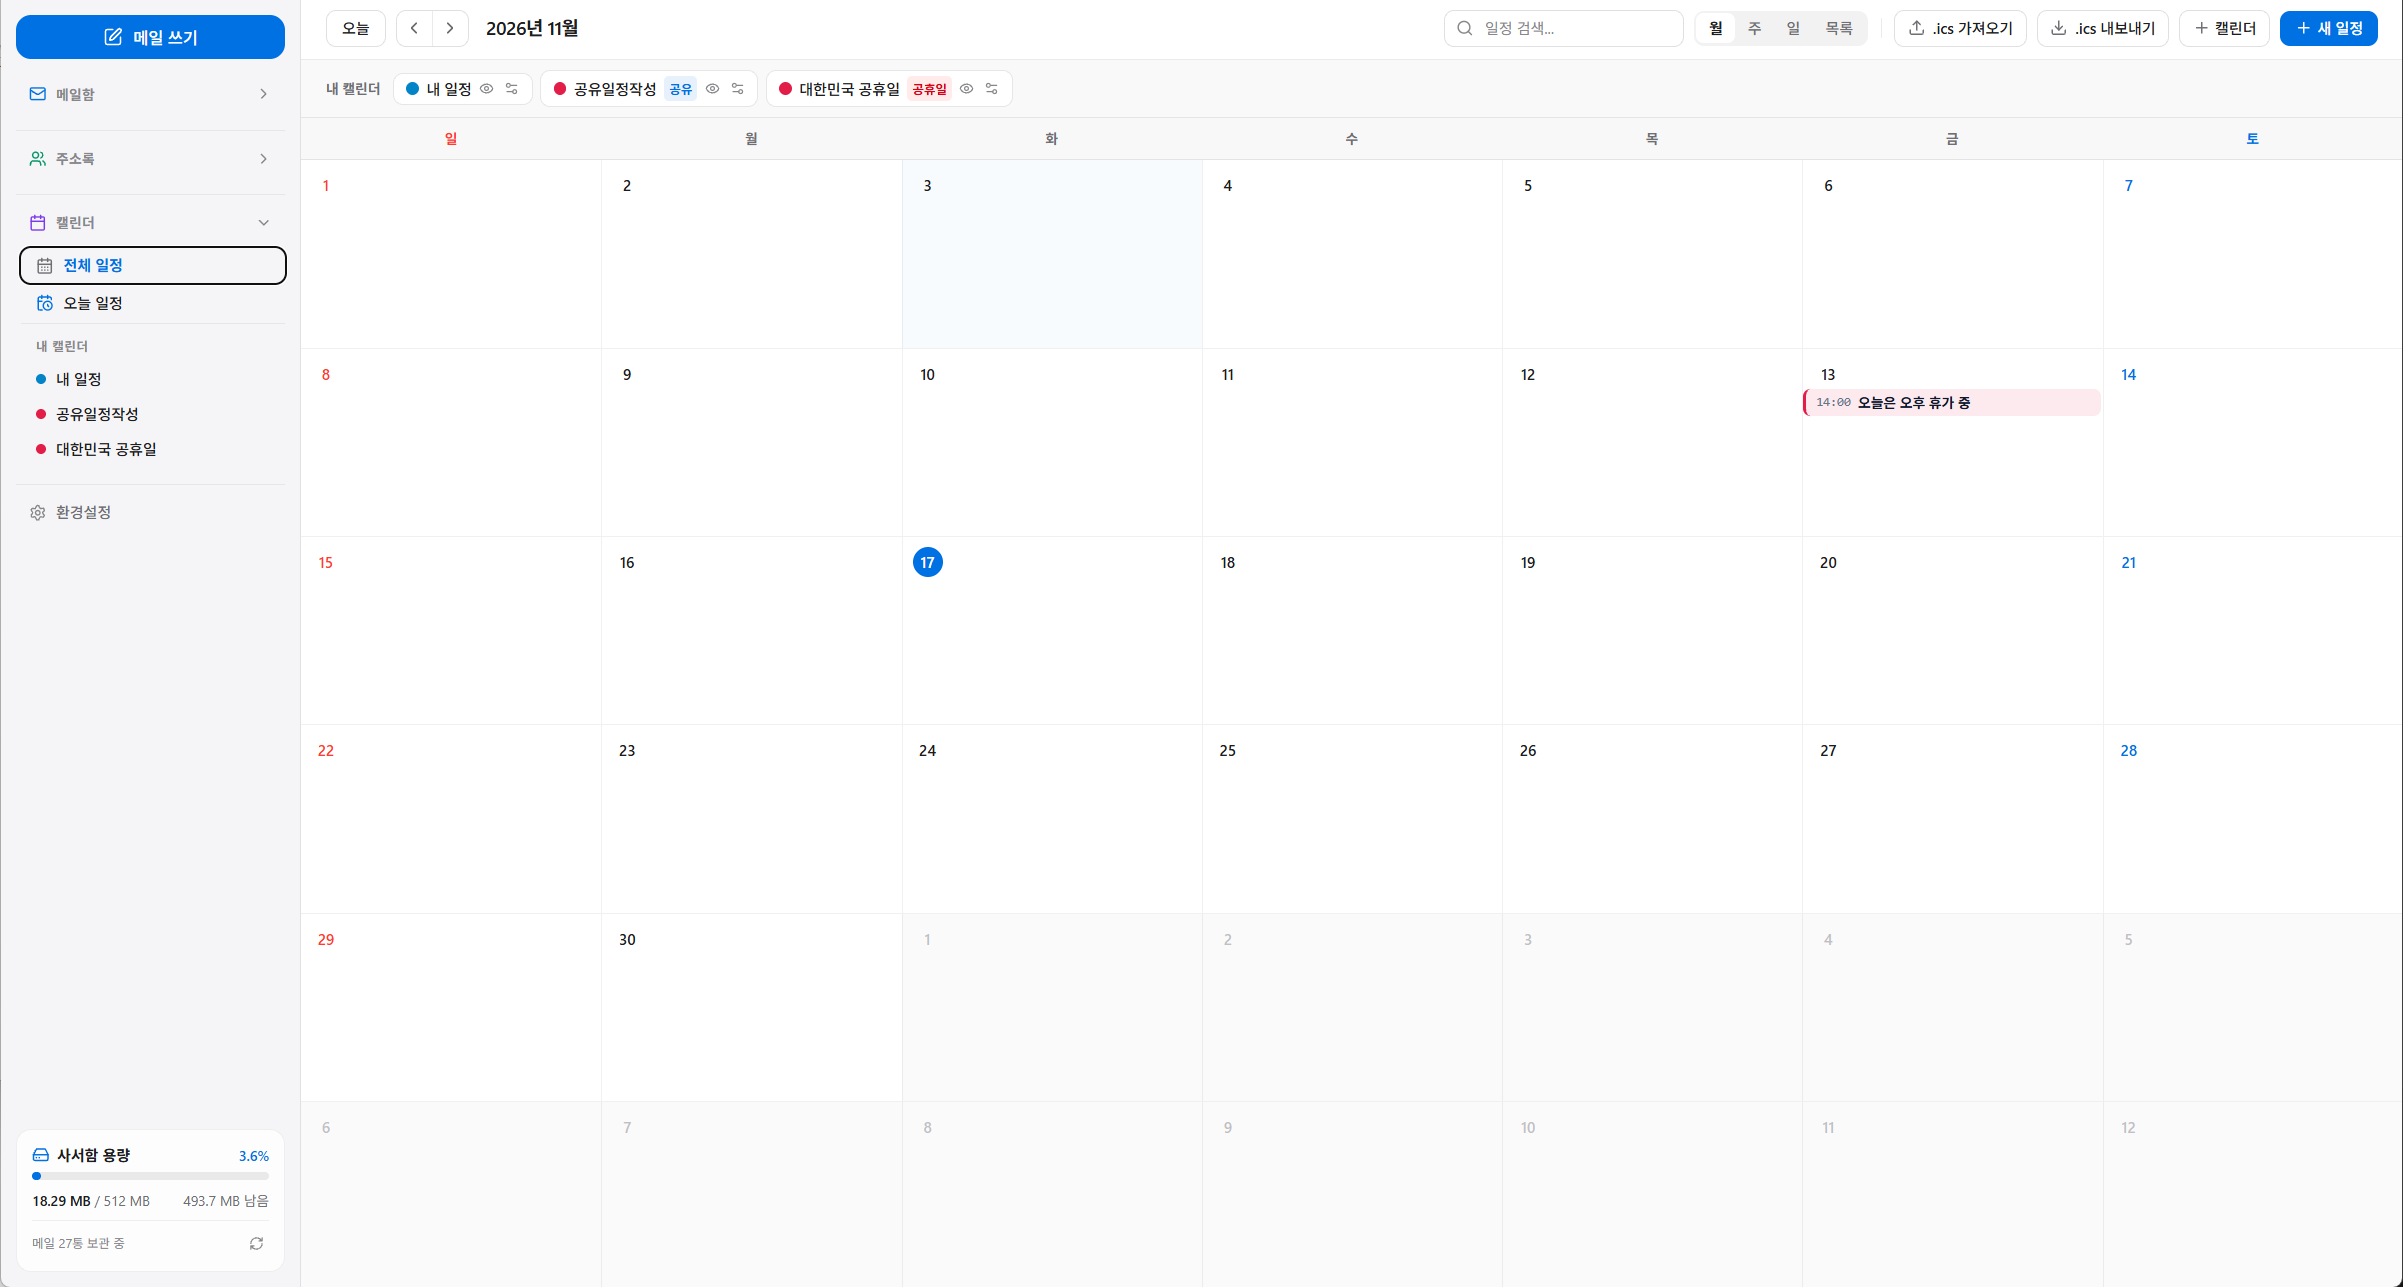 메일 쓰기
메일함
주소록
캘린더
전체 일정
오늘 일정
내 캘린더
내 일정
공유일정작성
대한민국 공휴일
환경설정
사서함 용량 3.6%
18.29 MB / 512 MB 493.7 MB 남음
메일 27통 보관 중
오늘 2026년 11월 일정 검색... 월 주 일 목록 .ics 가져오기 .ics 내보내기 캘린더 새 일정
내 캘린더 내 일정 공유일정작성 공유 대한민국 공휴일 공휴일
일 월 화 수 목 금 토
1 2 3 4 5 6 7
8 9 10 11 12 13 14
14:00 오늘은 오후 휴가 중
15 16 17 18 19 20 21
22 23 24 25 26 27 28
29 30 1 2 3 4 5
6 7 8 9 10 11 12